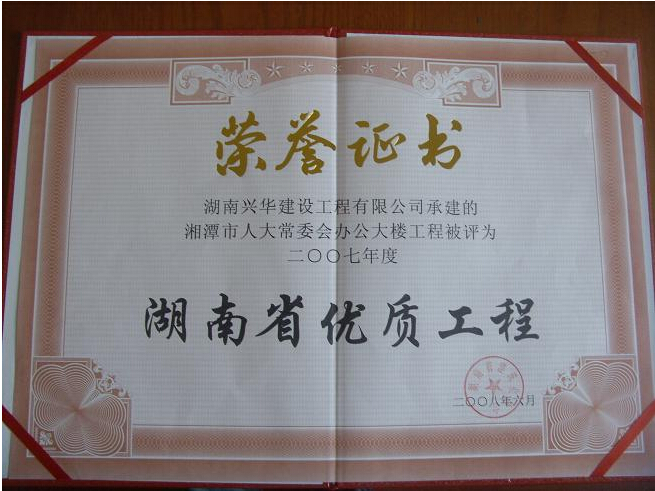 荣誉证书
湖南兴华建设工程有限公司承建的
湘潭市人大常委会办公大楼工程被评为
二〇〇七年度
湖南省优质工程
二〇〇八年六月